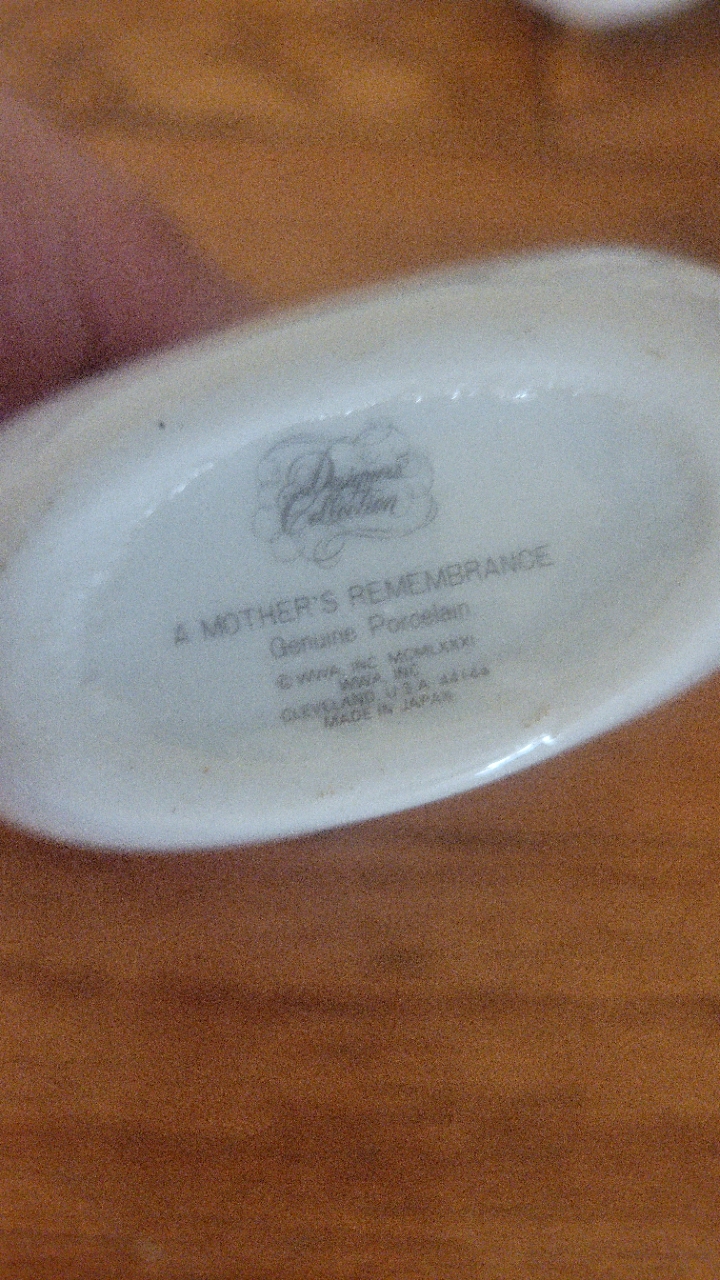 Designers'
Collection
A MOTHER'S REMEMBRANCE
Genuine Porcelain
© WWA, INC MCMLXXXI
WWA, INC
CLEVELAND, U.S.A. 44144
MADE IN JAPAN